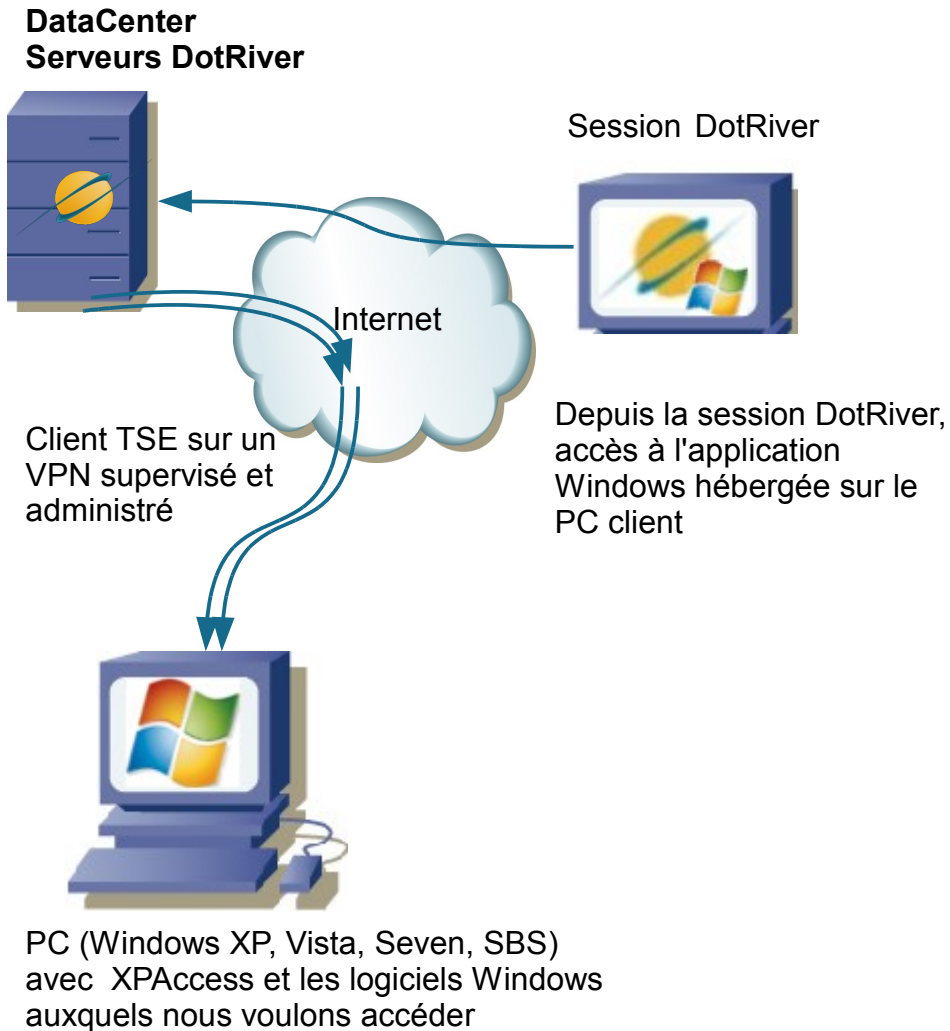 DataCenter
Serveurs DotRiver
Session DotRiver
Internet
Client TSE sur un
VPN supervisé et
administré
Depuis la session DotRiver,
accès à l'application
Windows hébergée sur le
PC client
PC (Windows XP, Vista, Seven, SBS)
avec XPAccess et les logiciels Windows
auxquels nous voulons accéder